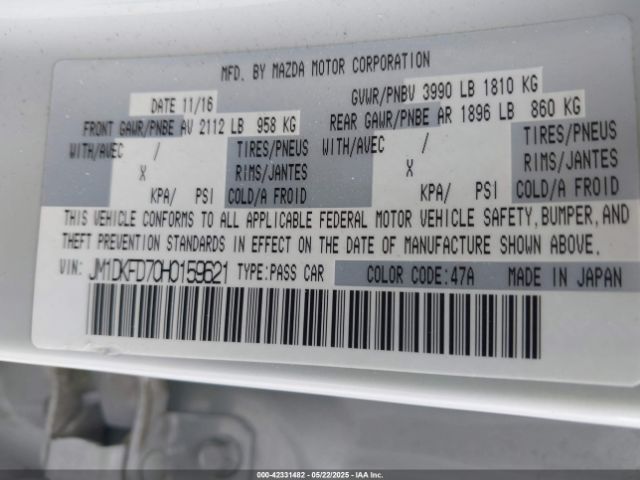 MFD. BY MAZDA MOTOR CORPORATION
DATE 11/16 GVWR/PNBV 3990 LB 1810 KG
FRONT GAWR/PNBE AV 2112 LB 958 KG REAR GAWR/PNBE AR 1896 LB 860 KG
WITH/AVEC / TIRES/PNEUS WITH/AVEC / TIRES/PNEUS
X RIMS/JANTES X RIMS/JANTES
KPA/ PSI COLD/A FROID KPA/ PSI COLD/A FROID
THIS VEHICLE CONFORMS TO ALL APPLICABLE FEDERAL MOTOR VEHICLE SAFETY, BUMPER, AND
THEFT PREVENTION STANDARDS IN EFFECT ON THE DATE OF MANUFACTURE SHOWN ABOVE.
VIN: JM1DKFD70H0159621 TYPE:PASS CAR COLOR CODE:47A MADE IN JAPAN
000-42331482 - 05/22/2025 - IAAI.COM